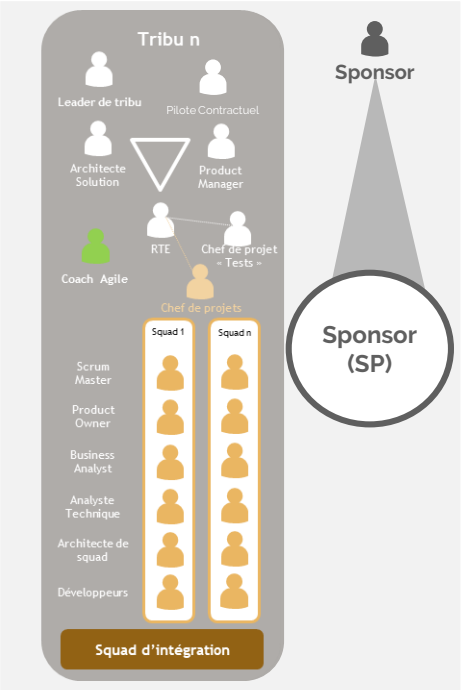 Tribu n
Sponsor
Leader de tribu
Pilote Contractuel
Architecte
Solution
Product
Manager
RTE
Chef de projet
« Tests »
Coach Agile
Chef de projets
Squad 1
Squad n
Sponsor
(SP)
Scrum
Master
Product
Owner
Business
Analyst
Analyste
Technique
Architecte de
squad
Développeurs
Squad d'intégration